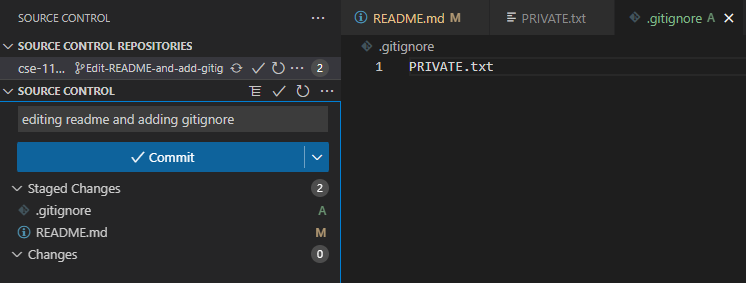 SOURCE CONTROL ...
SOURCE CONTROL REPOSITORIES
cse-11... Edit-README-and-add-gitig ... 2
SOURCE CONTROL ...
editing readme and adding gitignore
Commit
Staged Changes 2
.gitignore A
README.md M
Changes 0
README.md M PRIVATE.txt .gitignore A
.gitignore
1 PRIVATE.txt